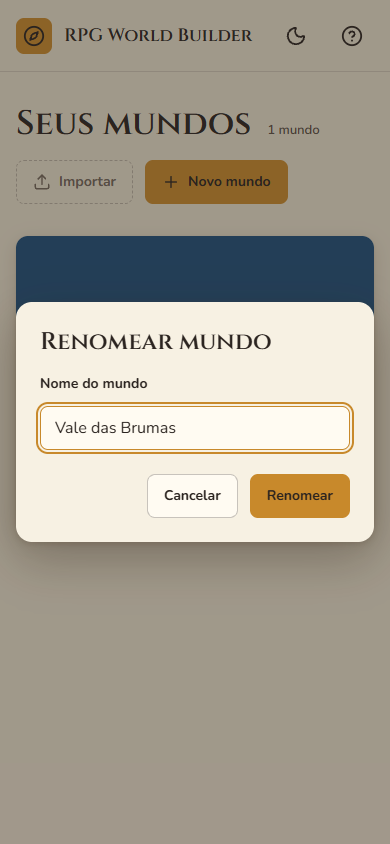 RPG World Builder
Seus mundos 1 mundo
Importar Novo mundo
Renomear mundo
Nome do mundo
Vale das Brumas
Cancelar Renomear